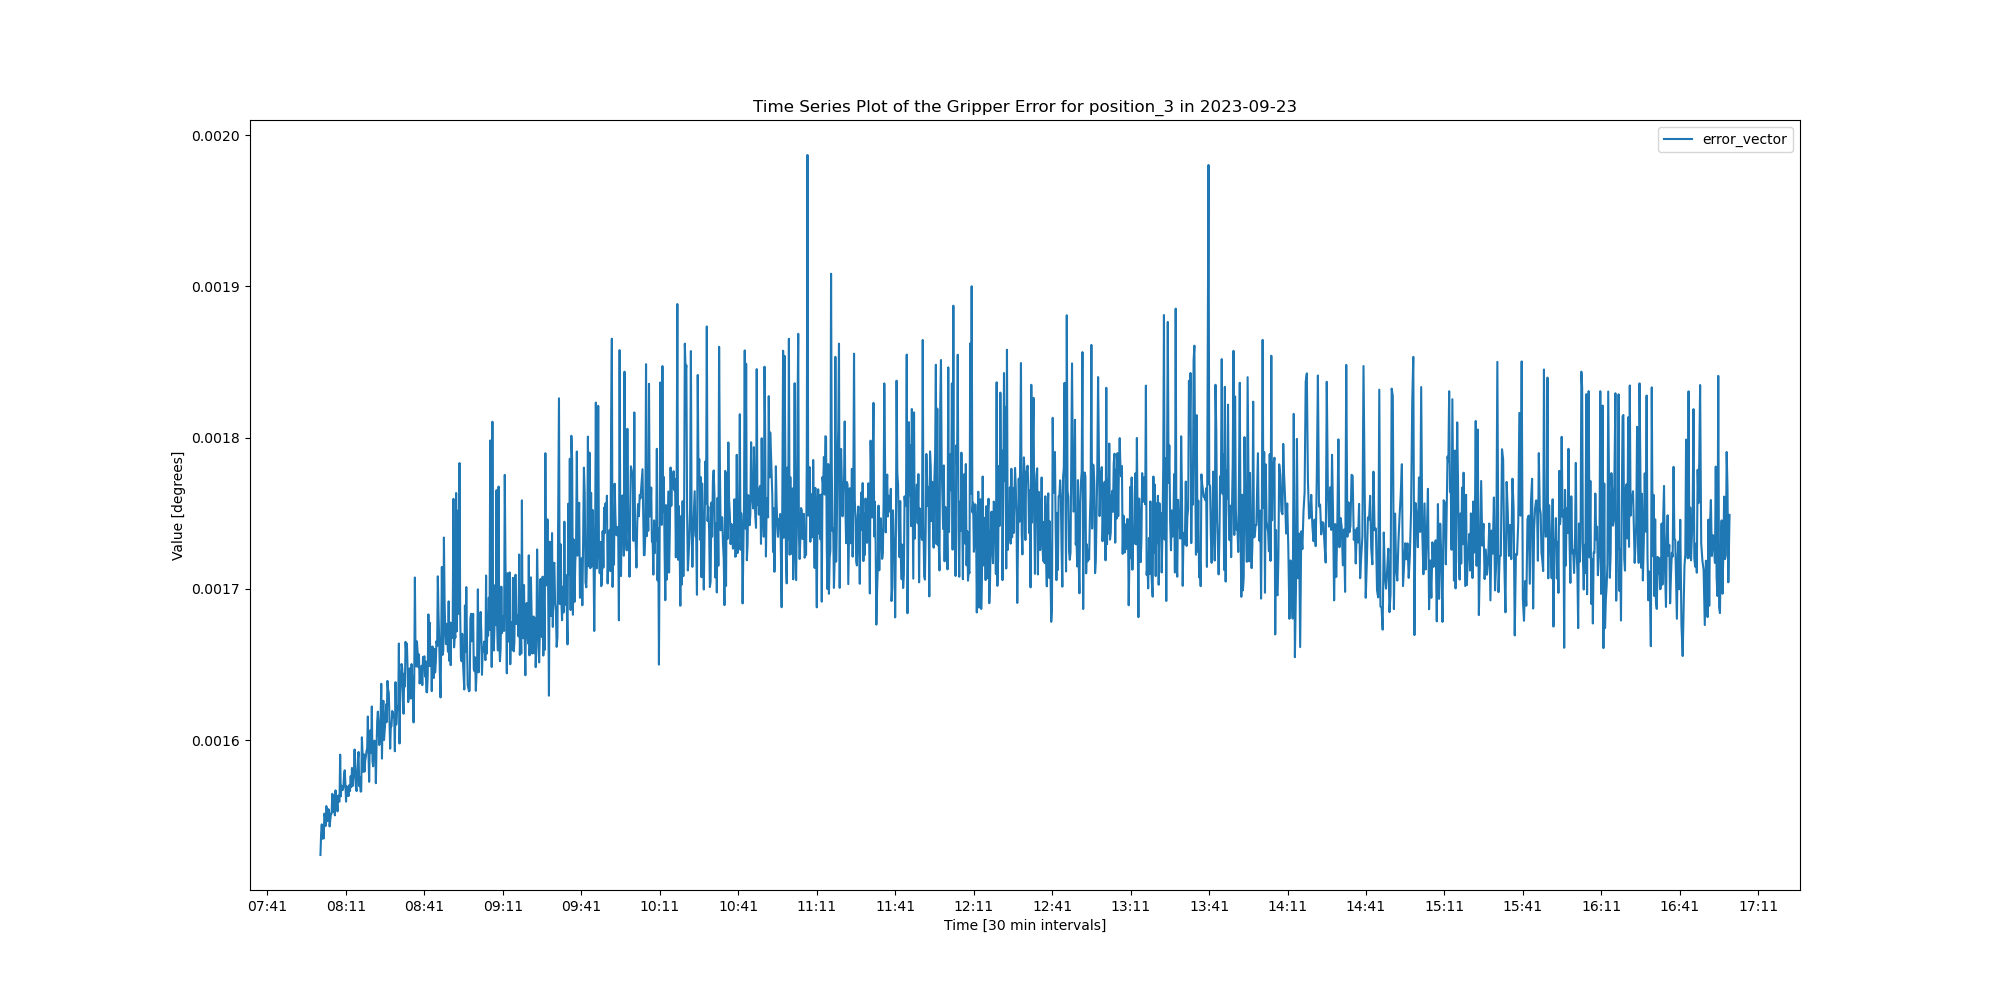 Time Series Plot of the Gripper Error for position_3 in 2023-09-23
error_vector
Value [degrees]
0.0020
0.0019
0.0018
0.0017
0.0016
07:41 08:11 08:41 09:11 09:41 10:11 10:41 11:11 11:41 12:11 12:41 13:11 13:41 14:11 14:41 15:11 15:41 16:11 16:41 17:11
Time [30 min intervals]